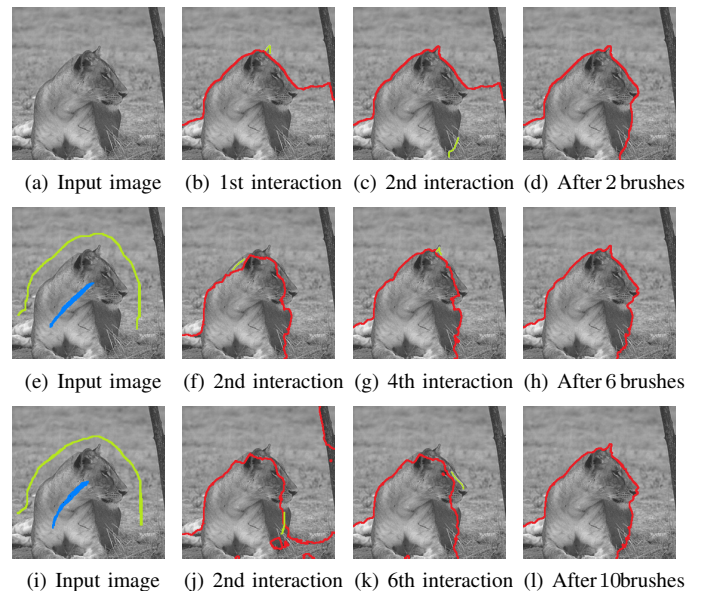 (a) Input image (b) 1st interaction (c) 2nd interaction (d) After 2 brushes
(e) Input image (f) 2nd interaction (g) 4th interaction (h) After 6 brushes
(i) Input image (j) 2nd interaction (k) 6th interaction (l) After 10brushes